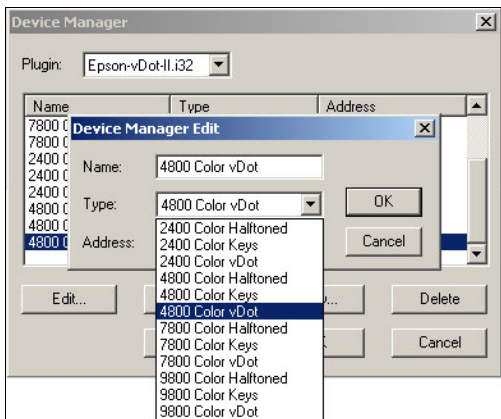 Device Manager
Plugin: Epson-vDot-II.i32
Name Type Address
7800 C
7800 C
2400 C
2400 C
2400 C
4800 C
4800 C
4800 C
Device Manager Edit
Name: 4800 Color vDot
Type: 4800 Color vDot
Address:
OK
Cancel
2400 Color Halftoned
2400 Color Keys
2400 Color vDot
4800 Color Halftoned
4800 Color Keys
4800 Color vDot
7800 Color Halftoned
7800 Color Keys
7800 Color vDot
9800 Color Halftoned
9800 Color Keys
9800 Color vDot
Edit... Delete
Cancel